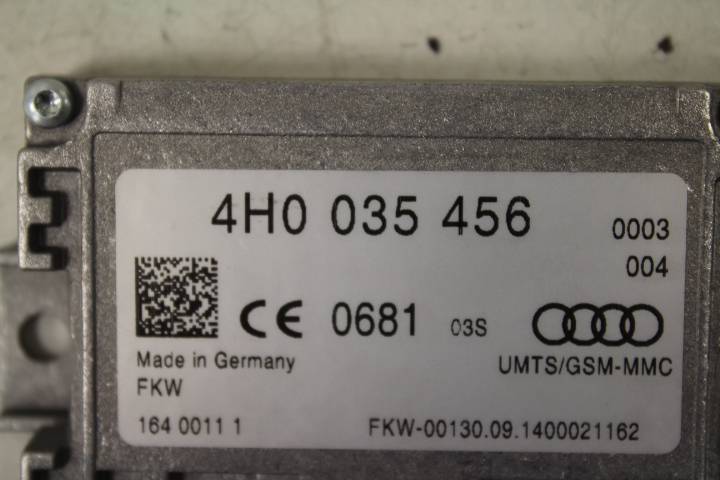 4H0 035 456 0003
004
CE 0681 03S
Made in Germany UMTS/GSM-MMC
FKW
164 0011 1 FKW-00130.09.1400021162